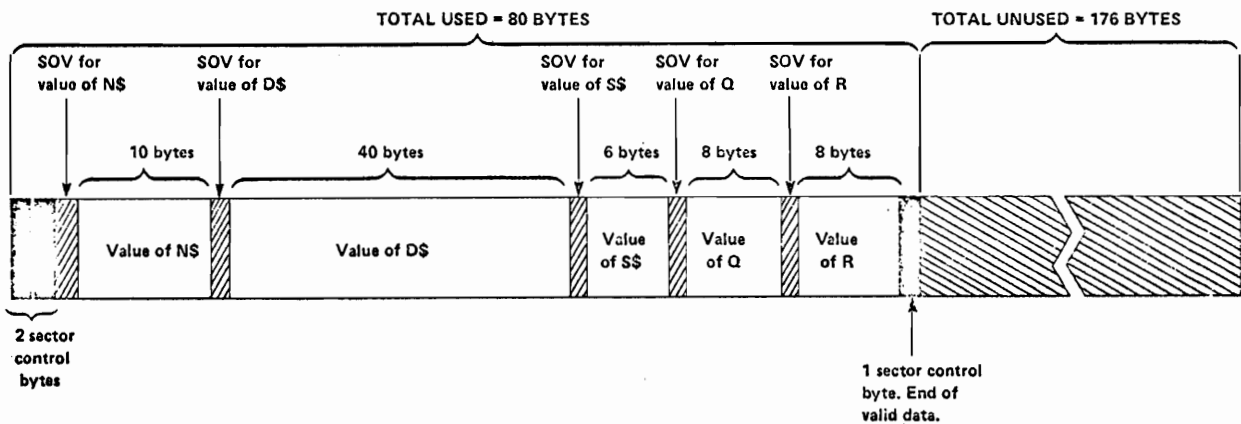 TOTAL USED = 80 BYTES
TOTAL UNUSED = 176 BYTES
SOV for
value of N$
SOV for
value of D$
SOV for
value of S$
SOV for
value of Q
SOV for
value of R
10 bytes
40 bytes
6 bytes
8 bytes
8 bytes
Value of N$
Value of D$
Value
of S$
Value
of Q
Value
of R
2 sector
control
bytes
1 sector control
byte. End of
valid data.